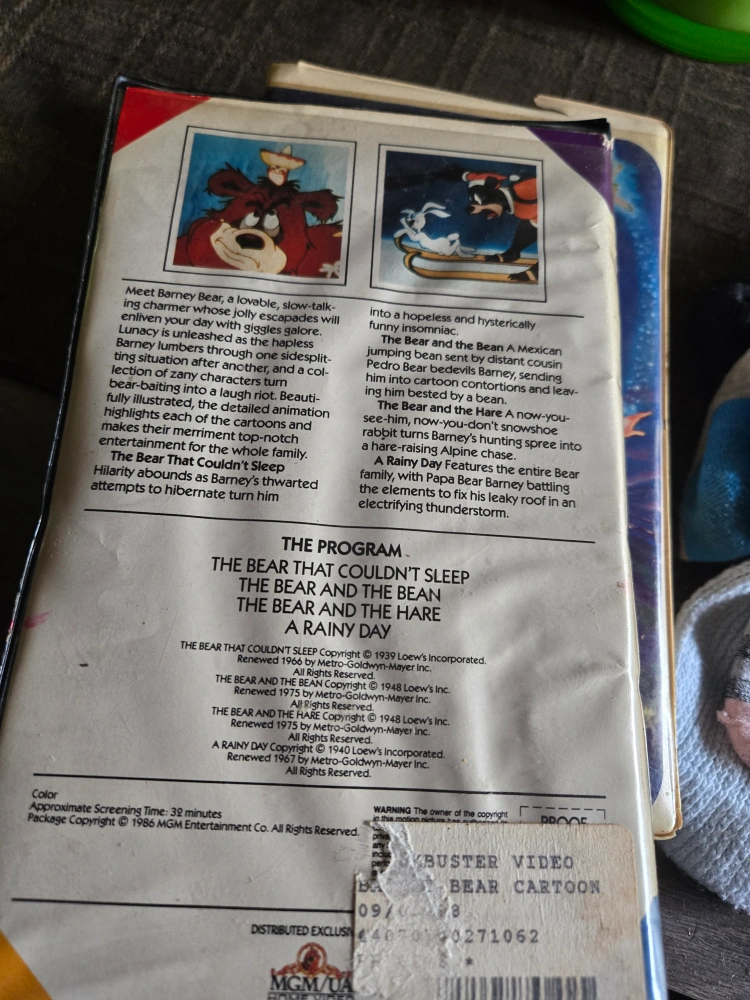 Meet Barney Bear, a lovable, slow-talk-
ing charmer whose jolly escapades will
enliven your day with giggles galore.
Lunacy is unleashed as the hapless
Barney lumbers through one sidesplit-
ting situation after another, and a col-
lection of zany characters turn
bear-baiting into a laugh riot. Beauti-
fully illustrated, the detailed animation
highlights each of the cartoons and
makes their merriment top-notch
entertainment for the whole family.
The Bear That Couldn't Sleep
Hilarity abounds as Barney's thwarted
attempts to hibernate turn him
into a hopeless and hysterically
funny insomniac.
The Bear and the Bean A Mexican
jumping bean sent by distant cousin
Pedro Bear bedevils Barney, sending
him into cartoon contortions and leav-
ing him bested by a bean.
The Bear and the Hare A now-you-
see-him, now-you-don't snowshoe
rabbit turns Barney's hunting spree into
a hare-raising Alpine chase.
A Rainy Day Features the entire Bear
family, with Papa Bear Barney battling
the elements to fix his leaky roof in an
electrifying thunderstorm.
THE PROGRAM
THE BEAR THAT COULDN'T SLEEP
THE BEAR AND THE BEAN
THE BEAR AND THE HARE
A RAINY DAY
THE BEAR THAT COULDN'T SLEEP Copyright © 1939 Loew's Incorporated.
Renewed 1966 by Metro-Goldwyn-Mayer Inc.
All Rights Reserved.
THE BEAR AND THE BEAN Copyright © 1948 Loew's Inc.
Renewed 1975 by Metro-Goldwyn-Mayer Inc.
All Rights Reserved.
THE BEAR AND THE HARE Copyright © 1948 Loew's Inc.
Renewed 1975 by Metro-Goldwyn-Mayer Inc.
All Rights Reserved.
A RAINY DAY Copyright © 1940 Loew's Incorporated.
Renewed 1967 by Metro-Goldwyn-Mayer Inc.
All Rights Reserved.
Color
Approximate Screening Time: 32 minutes
Package Copyright © 1986 MGM Entertainment Co. All Rights Reserved.
WARNING The owner of the copyright
in this motion picture has
PROOF
KBUSTER VIDEO
BEAR CARTOON
09/
0271062
DISTRIBUTED EXCLUSIV
MGM/UA
HOME VIDEO